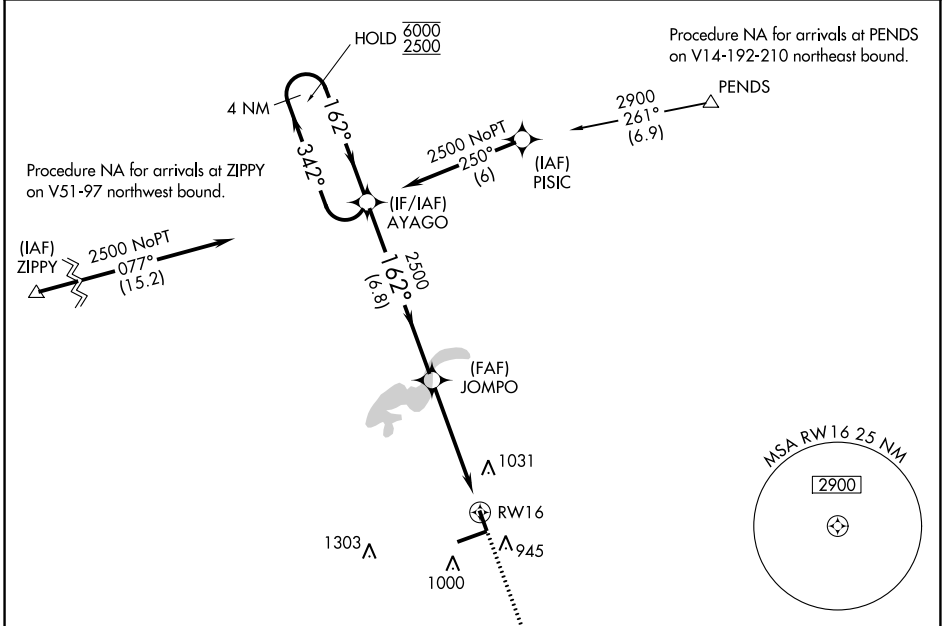 HOLD 6000
2500
Procedure NA for arrivals at PENDS
on V14-192-210 northeast bound.
4 NM
162°
342°
PENDS
2900
261°
(6.9)
2500 NoPT
250°
(6)
(IAF)
PISIC
Procedure NA for arrivals at ZIPPY
on V51-97 northwest bound.
(IF/IAF)
AYAGO
(IAF)
ZIPPY
2500 NoPT
077°
(15.2)
2500
162°
(6.8)
(FAF)
JOMPO
1031
RW16
945
1303
1000
MSA RW16 25 NM
2900